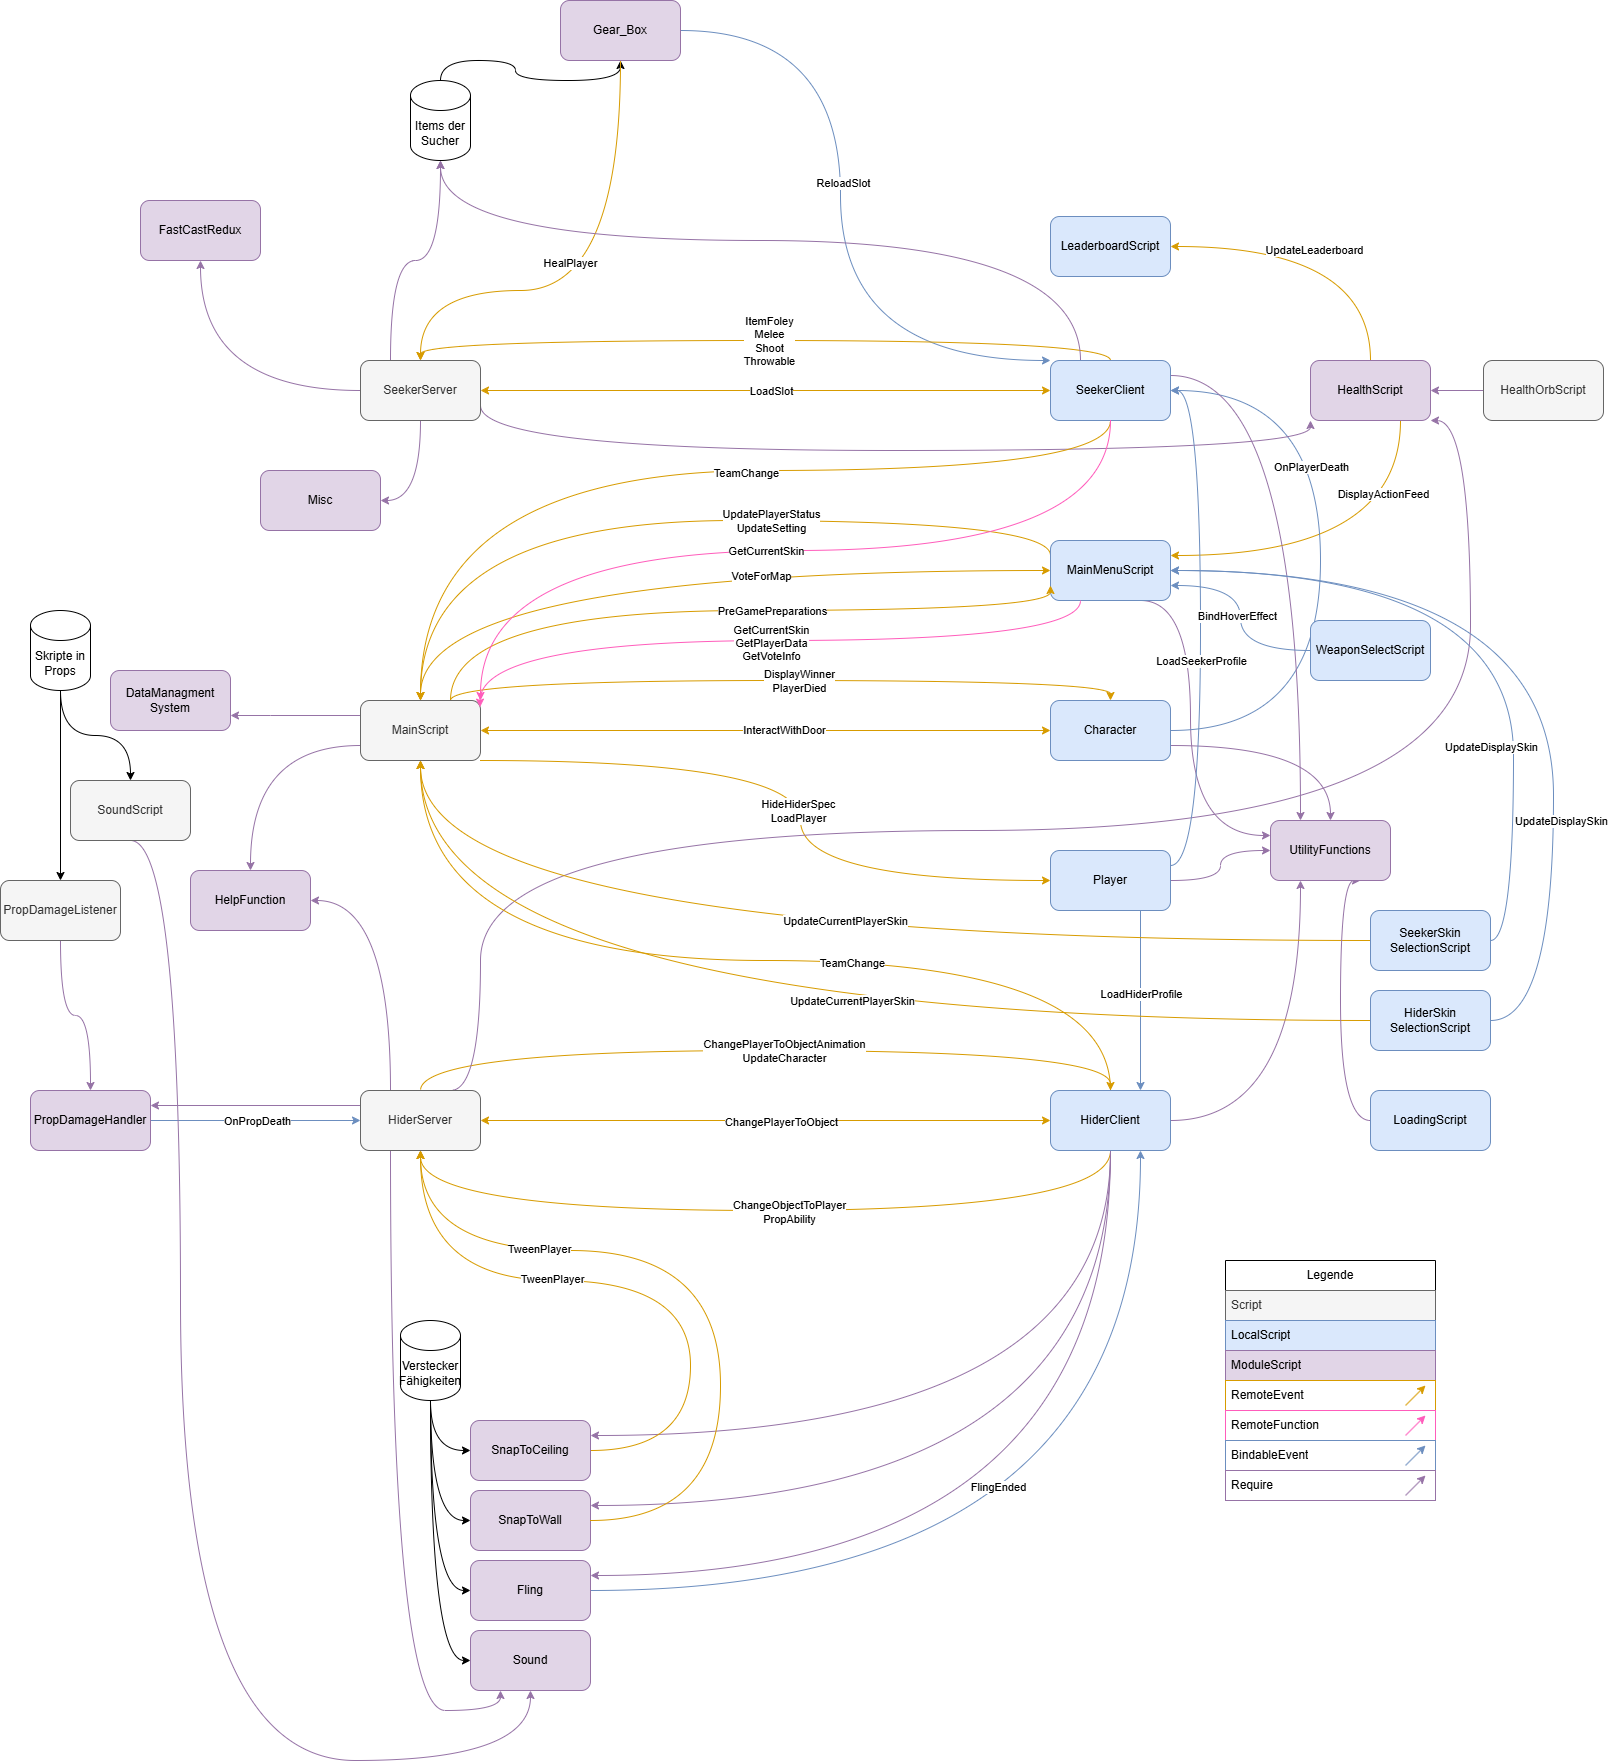 Gear_Box
Items der
Sucher
ReloadSlot
FastCastRedux
HealPlayer
LeaderboardScript
UpdateLeaderboard
ItemFoley
Melee
Shoot
Throwable
SeekerServer
LoadSlot
SeekerClient
HealthScript
HealthOrbScript
TeamChange
OnPlayerDeath
DisplayActionFeed
Misc
UpdatePlayerStatus
UpdateSetting
GetCurrentSkin
VoteForMap
MainMenuScript
PreGamePreparations
BindHoverEffect
GetCurrentSkin
GetPlayerData
GetVoteInfo
WeaponSelectScript
LoadSeekerProfile
Skripte in
Props
DataManagment
System
DisplayWinner
PlayerDied
MainScript
InteractWithDoor
Character
UpdateDisplaySkin
SoundScript
HideHiderSpec
LoadPlayer
UpdateDisplaySkin
UtilityFunctions
Player
HelpFunction
PropDamageListener
UpdateCurrentPlayerSkin
SeekerSkin
SelectionScript
TeamChange
LoadHiderProfile
UpdateCurrentPlayerSkin
HiderSkin
SelectionScript
ChangePlayerToObjectAnimation
UpdateCharacter
PropDamageHandler
OnPropDeath
HiderServer
ChangePlayerToObject
HiderClient
LoadingScript
ChangeObjectToPlayer
PropAbility
TweenPlayer
TweenPlayer
Verstecker
Fähigkeiten
SnapToCeiling
SnapToWall
FlingEnded
Fling
Sound
Legende
Script
LocalScript
ModuleScript
RemoteEvent
RemoteFunction
BindableEvent
Require